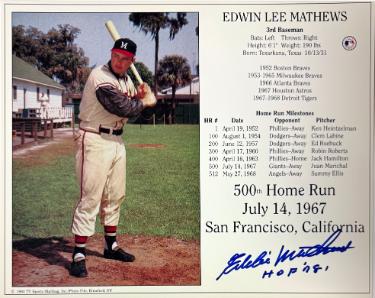 EDWIN LEE MATHEWS
3rd Baseman
Bats: Left Throws: Right
Height: 6'1" Weight: 190 lbs
Born: Texarkana, Texas 10/13/31
1952 Boston Braves
1953-1965 Milwaukee Braves
1966 Atlanta Braves
1967 Houston Astros
1967-1968 Detroit Tigers
Home Run Milestones
HR # Date Opponent Pitcher
1 April 19, 1952 Phillies-Away Ken Heintzelman
100 August 1, 1954 Dodgers-Away Clem Labine
200 June 12, 1957 Dodgers-Away Ed Roebuck
300 April 17, 1960 Phillies-Away Robin Roberts
400 April 16, 1963 Phillies-Home Jack Hamilton
500 July 14, 1967 Giants-Away Juan Marichal
512 May 27, 1968 Angels-Away Sammy Ellis
500th Home Run
July 14, 1967
San Francisco, California
Eddie Mathews
HOF '78'
M